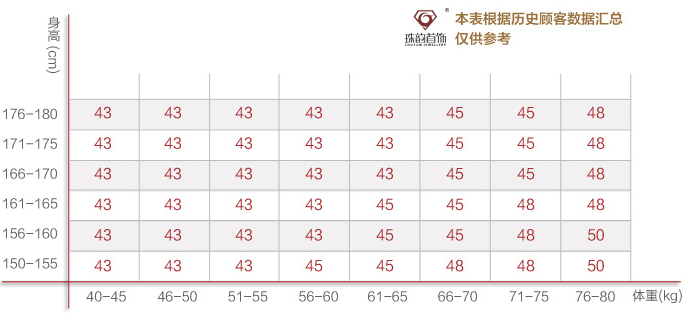 身高 (cm)
珠韵首饰
ZHUYUN JEWELLERY
本表根据历史顾客数据汇总
仅供参考
176-180 43 43 43 43 43 45 45 48
171-175 43 43 43 43 43 45 45 48
166-170 43 43 43 43 43 45 45 48
161-165 43 43 43 43 45 45 48 48
156-160 43 43 43 43 45 45 48 50
150-155 43 43 43 45 45 48 48 50
40-45 46-50 51-55 56-60 61-65 66-70 71-75 76-80 体重(kg)